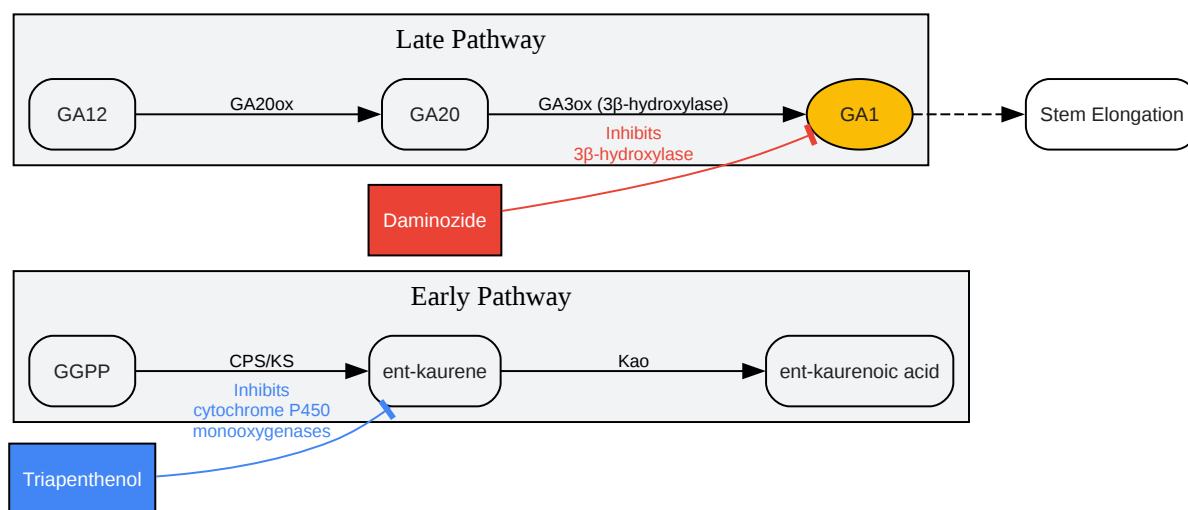 Late Pathway
GA12
GA20ox
GA20
GA3ox (3β-hydroxylase)
GA1
Stem Elongation
Inhibits
3β-hydroxylase
Daminozide
Early Pathway
GGPP
CPS/KS
ent-kaurene
Kao
ent-kaurenoic acid
Inhibits
cytochrome P450
monooxygenases
Triapenthenol